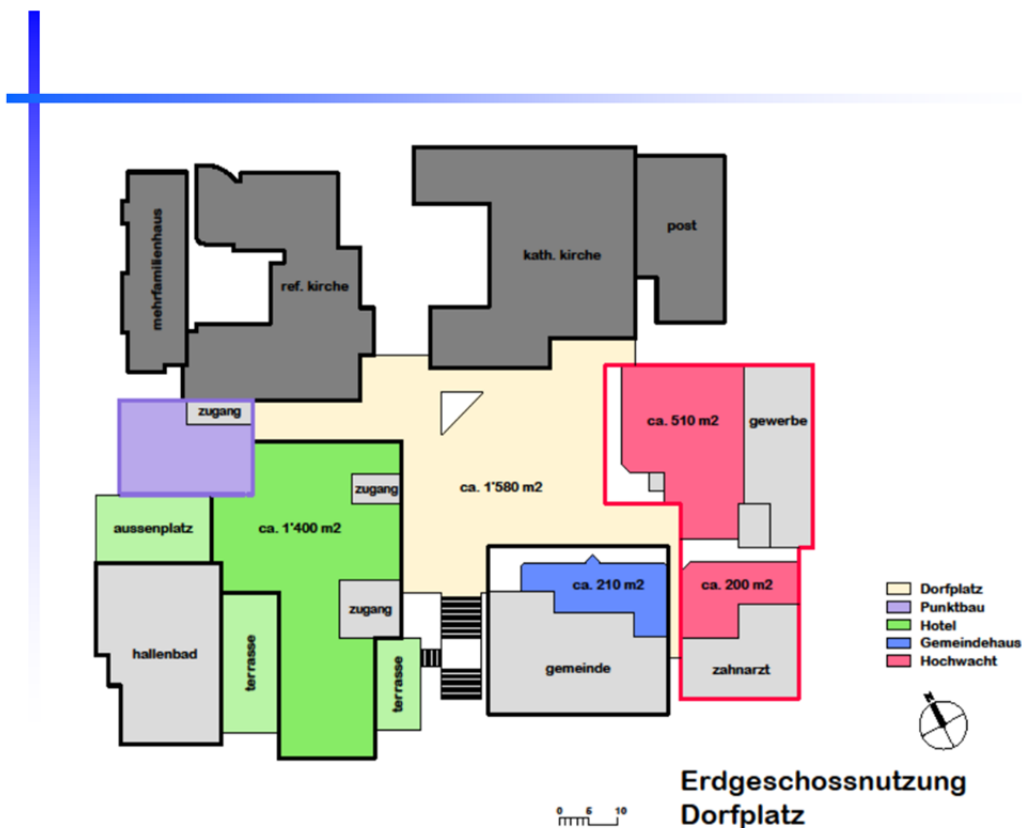 mehrfamilienhaus
ref. kirche
kath. kirche
post
zugang
ca. 510 m2
gewerbe
zugang
ca. 1'580 m2
aussenplatz
ca. 1'400 m2
ca. 210 m2
ca. 200 m2
zugang
hallenbad
terrasse
terrasse
gemeinde
zahnarzt
Dorfplatz
Punktbau
Hotel
Gemeindehaus
Hochwacht
N
Erdgeschossnutzung
Dorfplatz
0 5 10